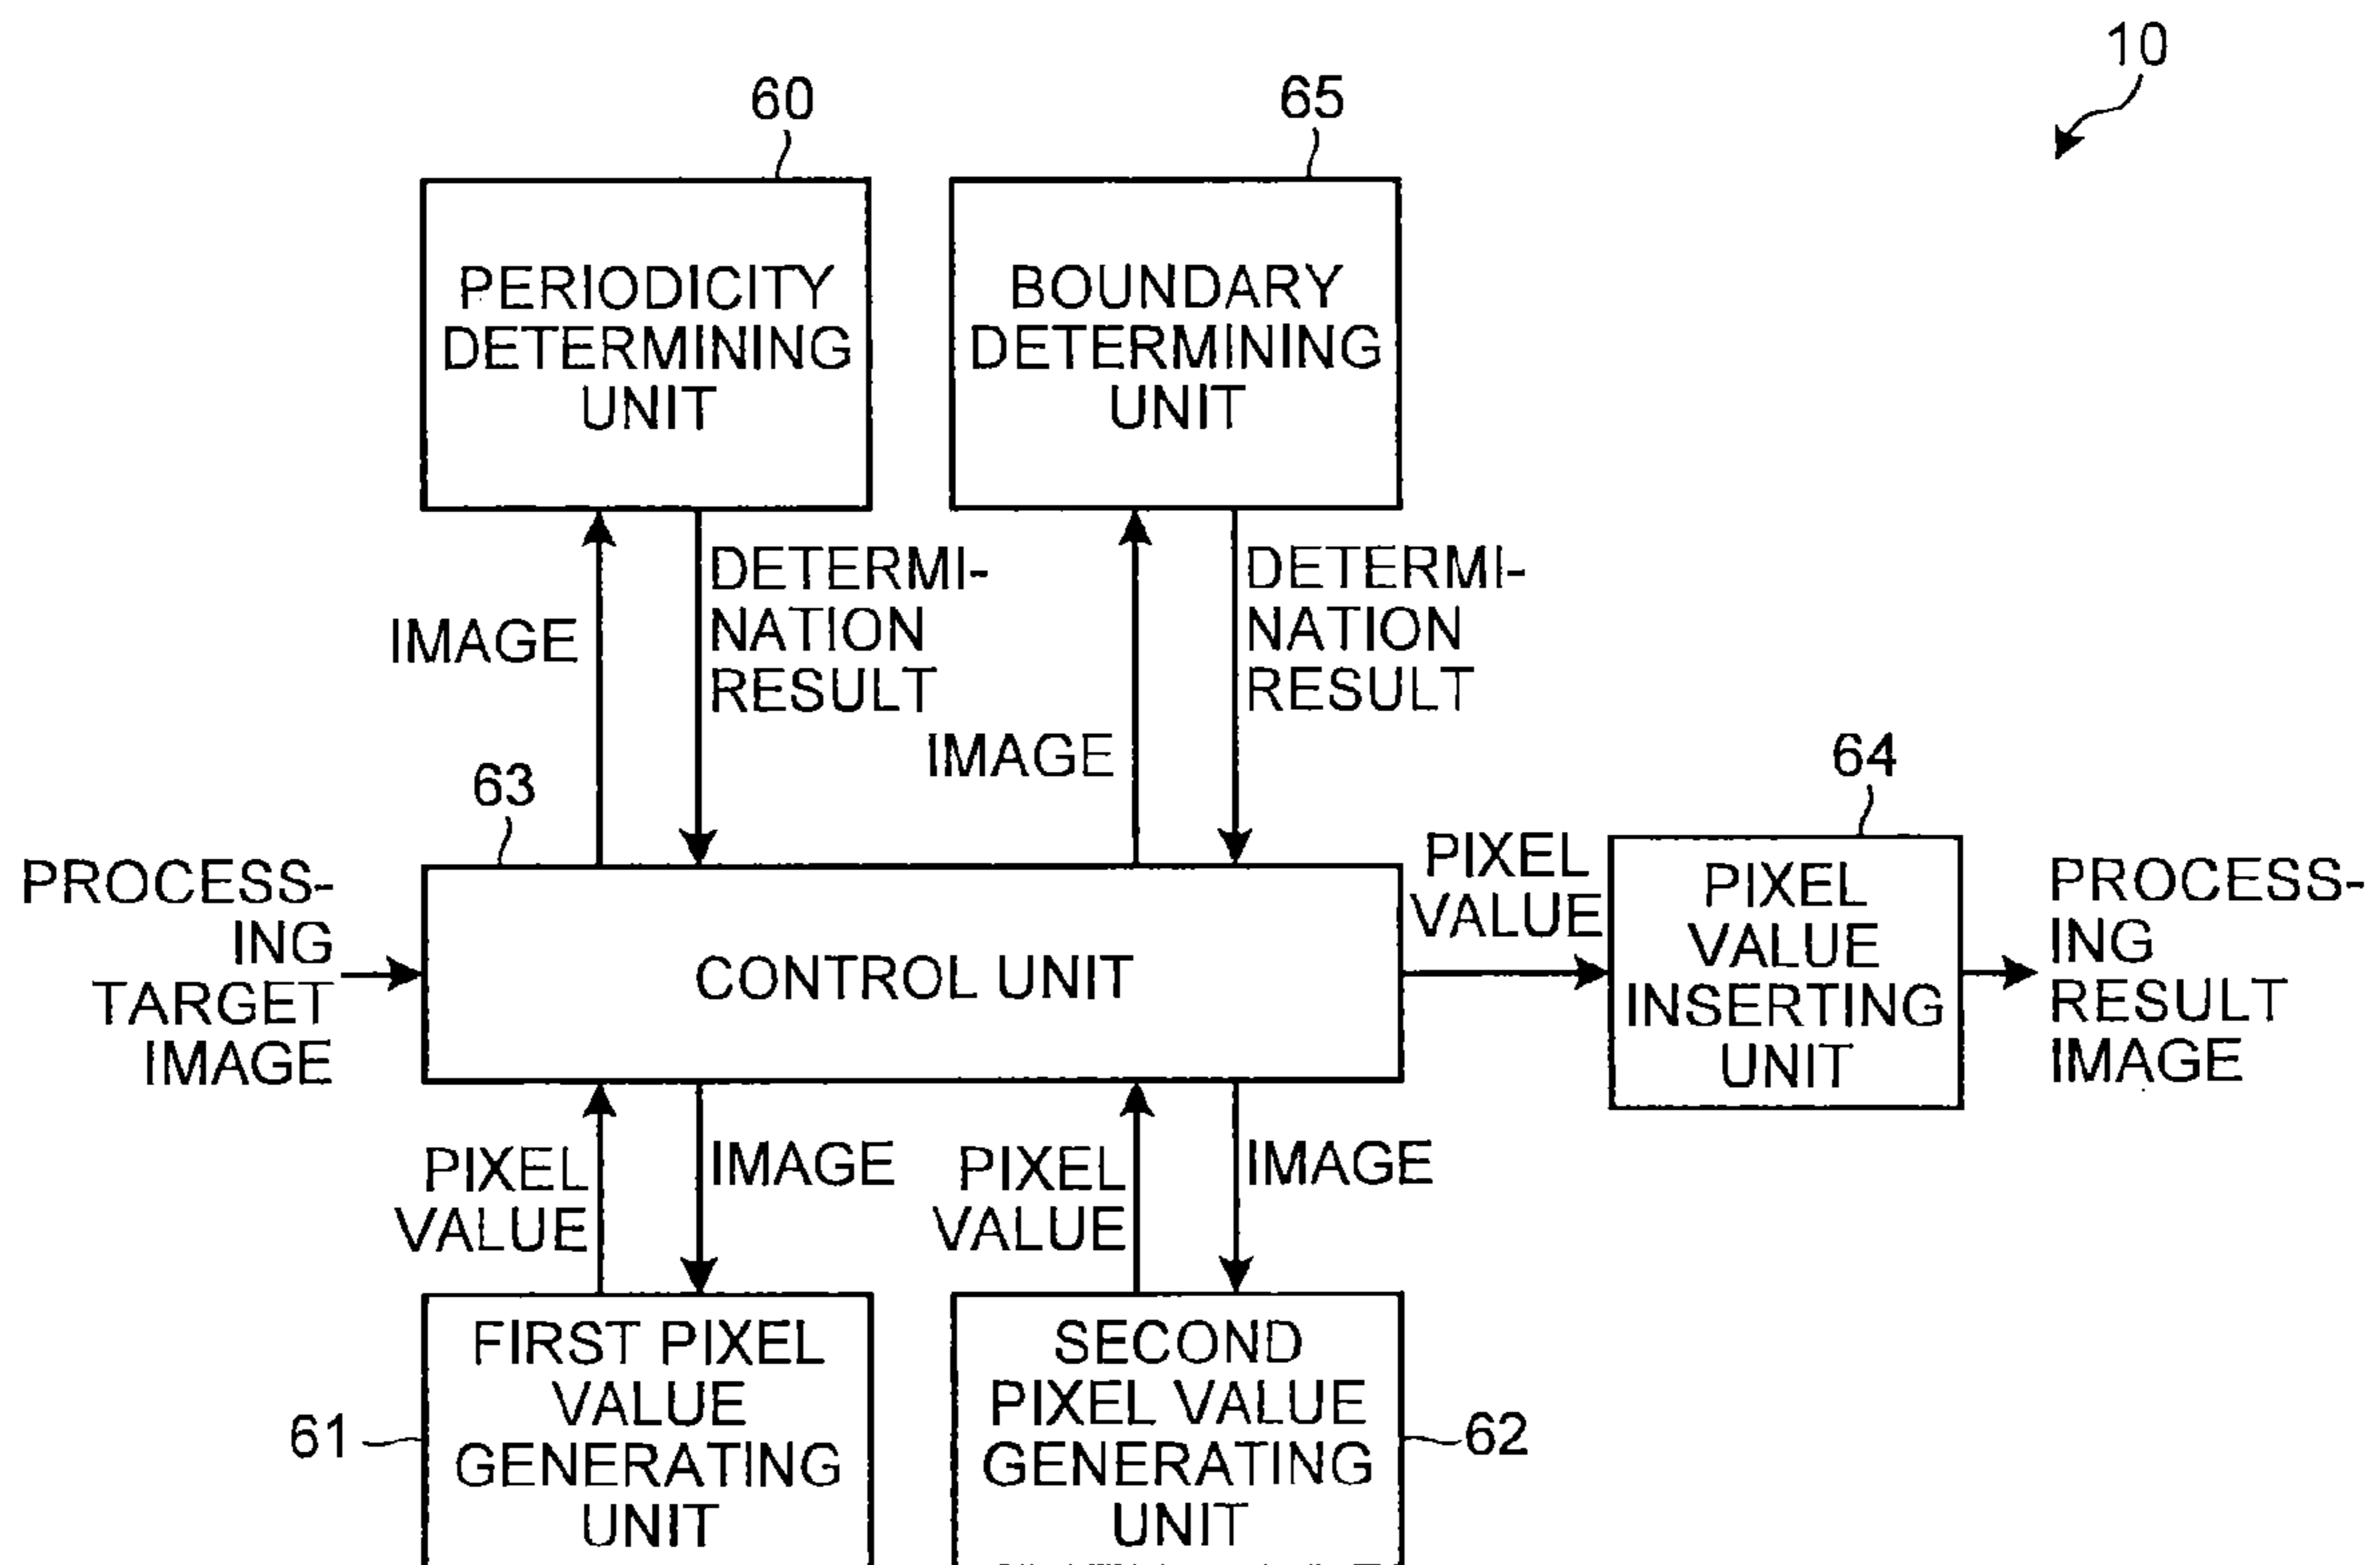 10
60
65
PERIODICITY
DETERMINING
UNIT
BOUNDARY
DETERMINING
UNIT
IMAGE
DETERMI-
NATION
RESULT
IMAGE
DETERMI-
NATION
RESULT
63
64
PROCESS-
ING
TARGET
IMAGE
CONTROL UNIT
PIXEL
VALUE
PIXEL
VALUE
INSERTING
UNIT
PROCESS-
ING
RESULT
IMAGE
PIXEL
VALUE
IMAGE
PIXEL
VALUE
IMAGE
61
FIRST PIXEL
VALUE
GENERATING
UNIT
SECOND
PIXEL VALUE
GENERATING
UNIT
62